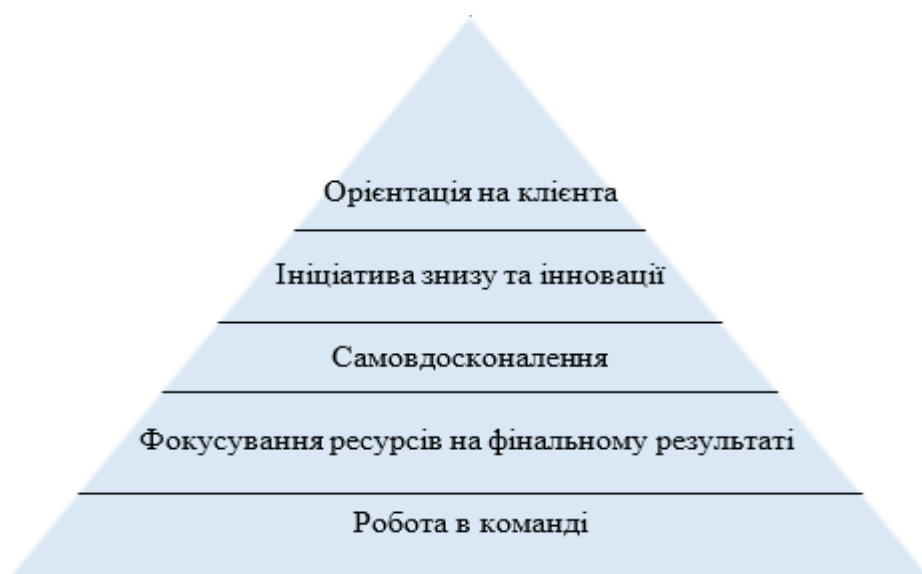 Орієнтація на клієнта
Ініціатива знизу та інновації
Самовдосконалення
Фокусування ресурсів на фінальному результаті
Робота в команді